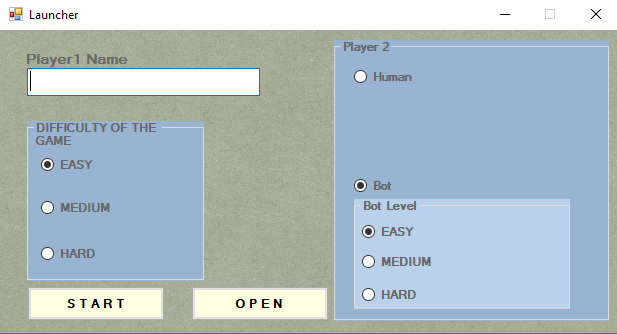 Launcher
Player1 Name
DIFFICULTY OF THE
GAME
EASY
MEDIUM
HARD
START
OPEN
Player 2
Human
Bot
Bot Level
EASY
MEDIUM
HARD